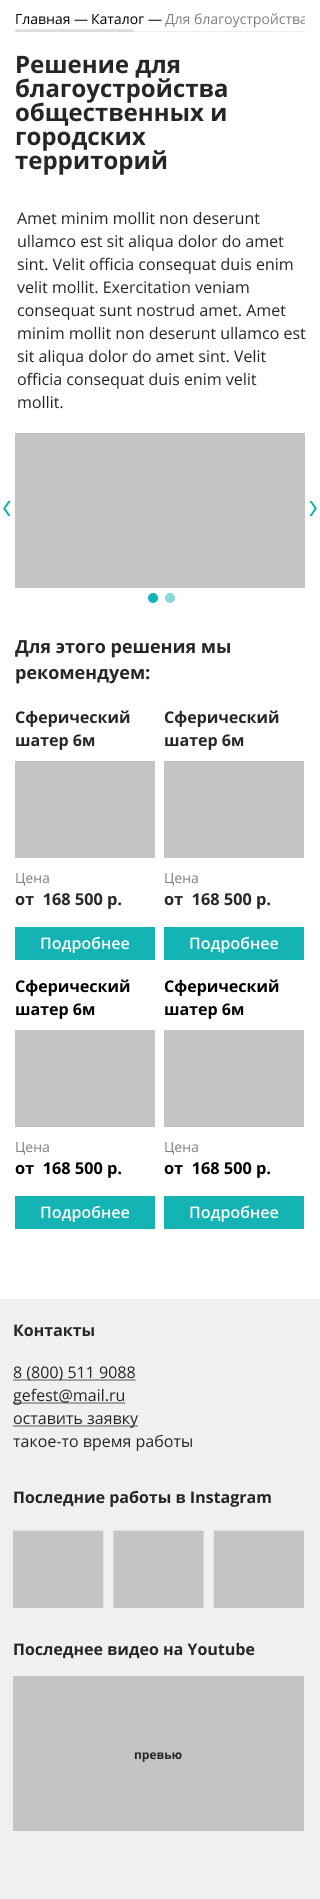 Главная — Каталог — Для благоустройства
Решение для
благоустройства
общественных и
городских
территорий
Amet minim mollit non deserunt
ullamco est sit aliqua dolor do amet
sint. Velit officia consequat duis enim
velit mollit. Exercitation veniam
consequat sunt nostrud amet. Amet
minim mollit non deserunt ullamco est
sit aliqua dolor do amet sint. Velit
officia consequat duis enim velit
mollit.
Для этого решения мы
рекомендуем:
Сферический
шатер 6м
Сферический
шатер 6м
Цена
от 168 500 р.
Цена
от 168 500 р.
Подробнее
Подробнее
Сферический
шатер 6м
Сферический
шатер 6м
Цена
от 168 500 р.
Цена
от 168 500 р.
Подробнее
Подробнее
Контакты
8 (800) 511 9088
gefest@mail.ru
оставить заявку
такое-то время работы
Последние работы в Instagram
Последнее видео на Youtube
превью